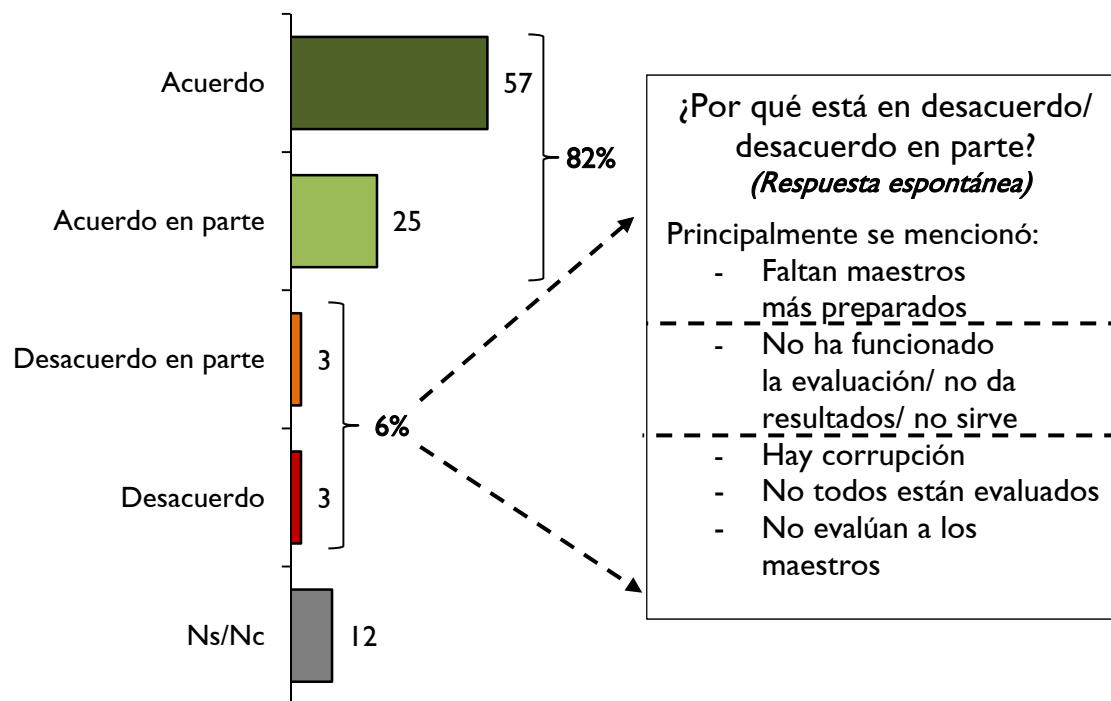 Acuerdo
57
82%
Acuerdo en parte
25
Desacuerdo en parte
3
6%
Desacuerdo
3
Ns/Nc
12
¿Por qué está en desacuerdo/
desacuerdo en parte?
(Respuesta espontánea)
Principalmente se mencionó:
- Faltan maestros
más preparados
- No ha funcionado
la evaluación/ no da
resultados/ no sirve
- Hay corrupción
- No todos están evaluados
- No evalúan a los
maestros